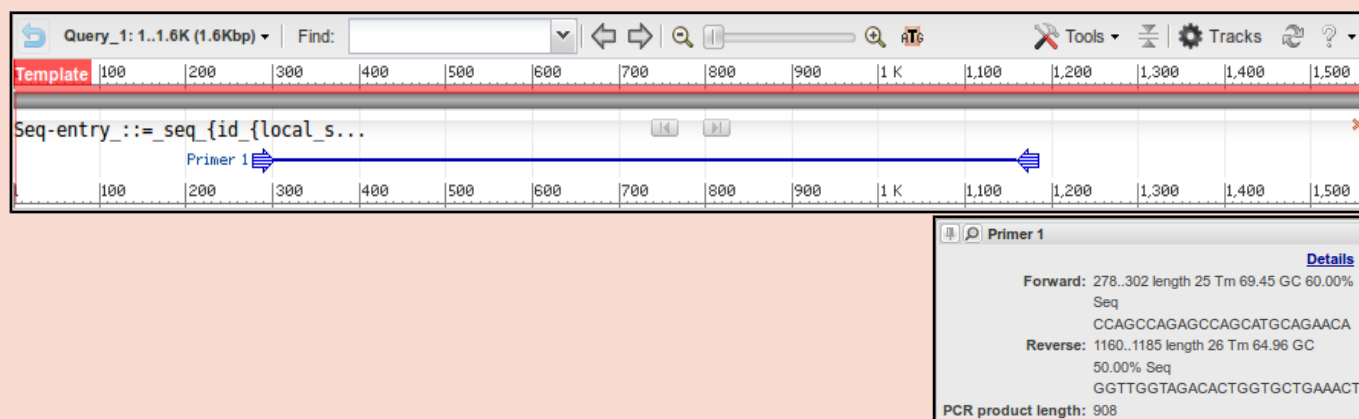 Query_1: 1..1.6K (1.6Kbp) Find: ATG Tools Tracks ?
Template |100 |200 |300 |400 |500 |600 |700 |800 |900 |1 K |1,100 |1,200 |1,300 |1,400 |1,500
Seq-entry_::=_seq_{id_{local_s...
Primer 1
|100 |200 |300 |400 |500 |600 |700 |800 |900 |1 K |1,100 |1,200 |1,300 |1,400 |1,500
Primer 1
Details
Forward: 278..302 length 25 Tm 69.45 GC 60.00%
Seq
CCAGCCAGAGCCAGCATGCAGAACA
Reverse: 1160..1185 length 26 Tm 64.96 GC
50.00% Seq
GGTTGGTAGACACTGGTGCTGAAACT
PCR product length: 908